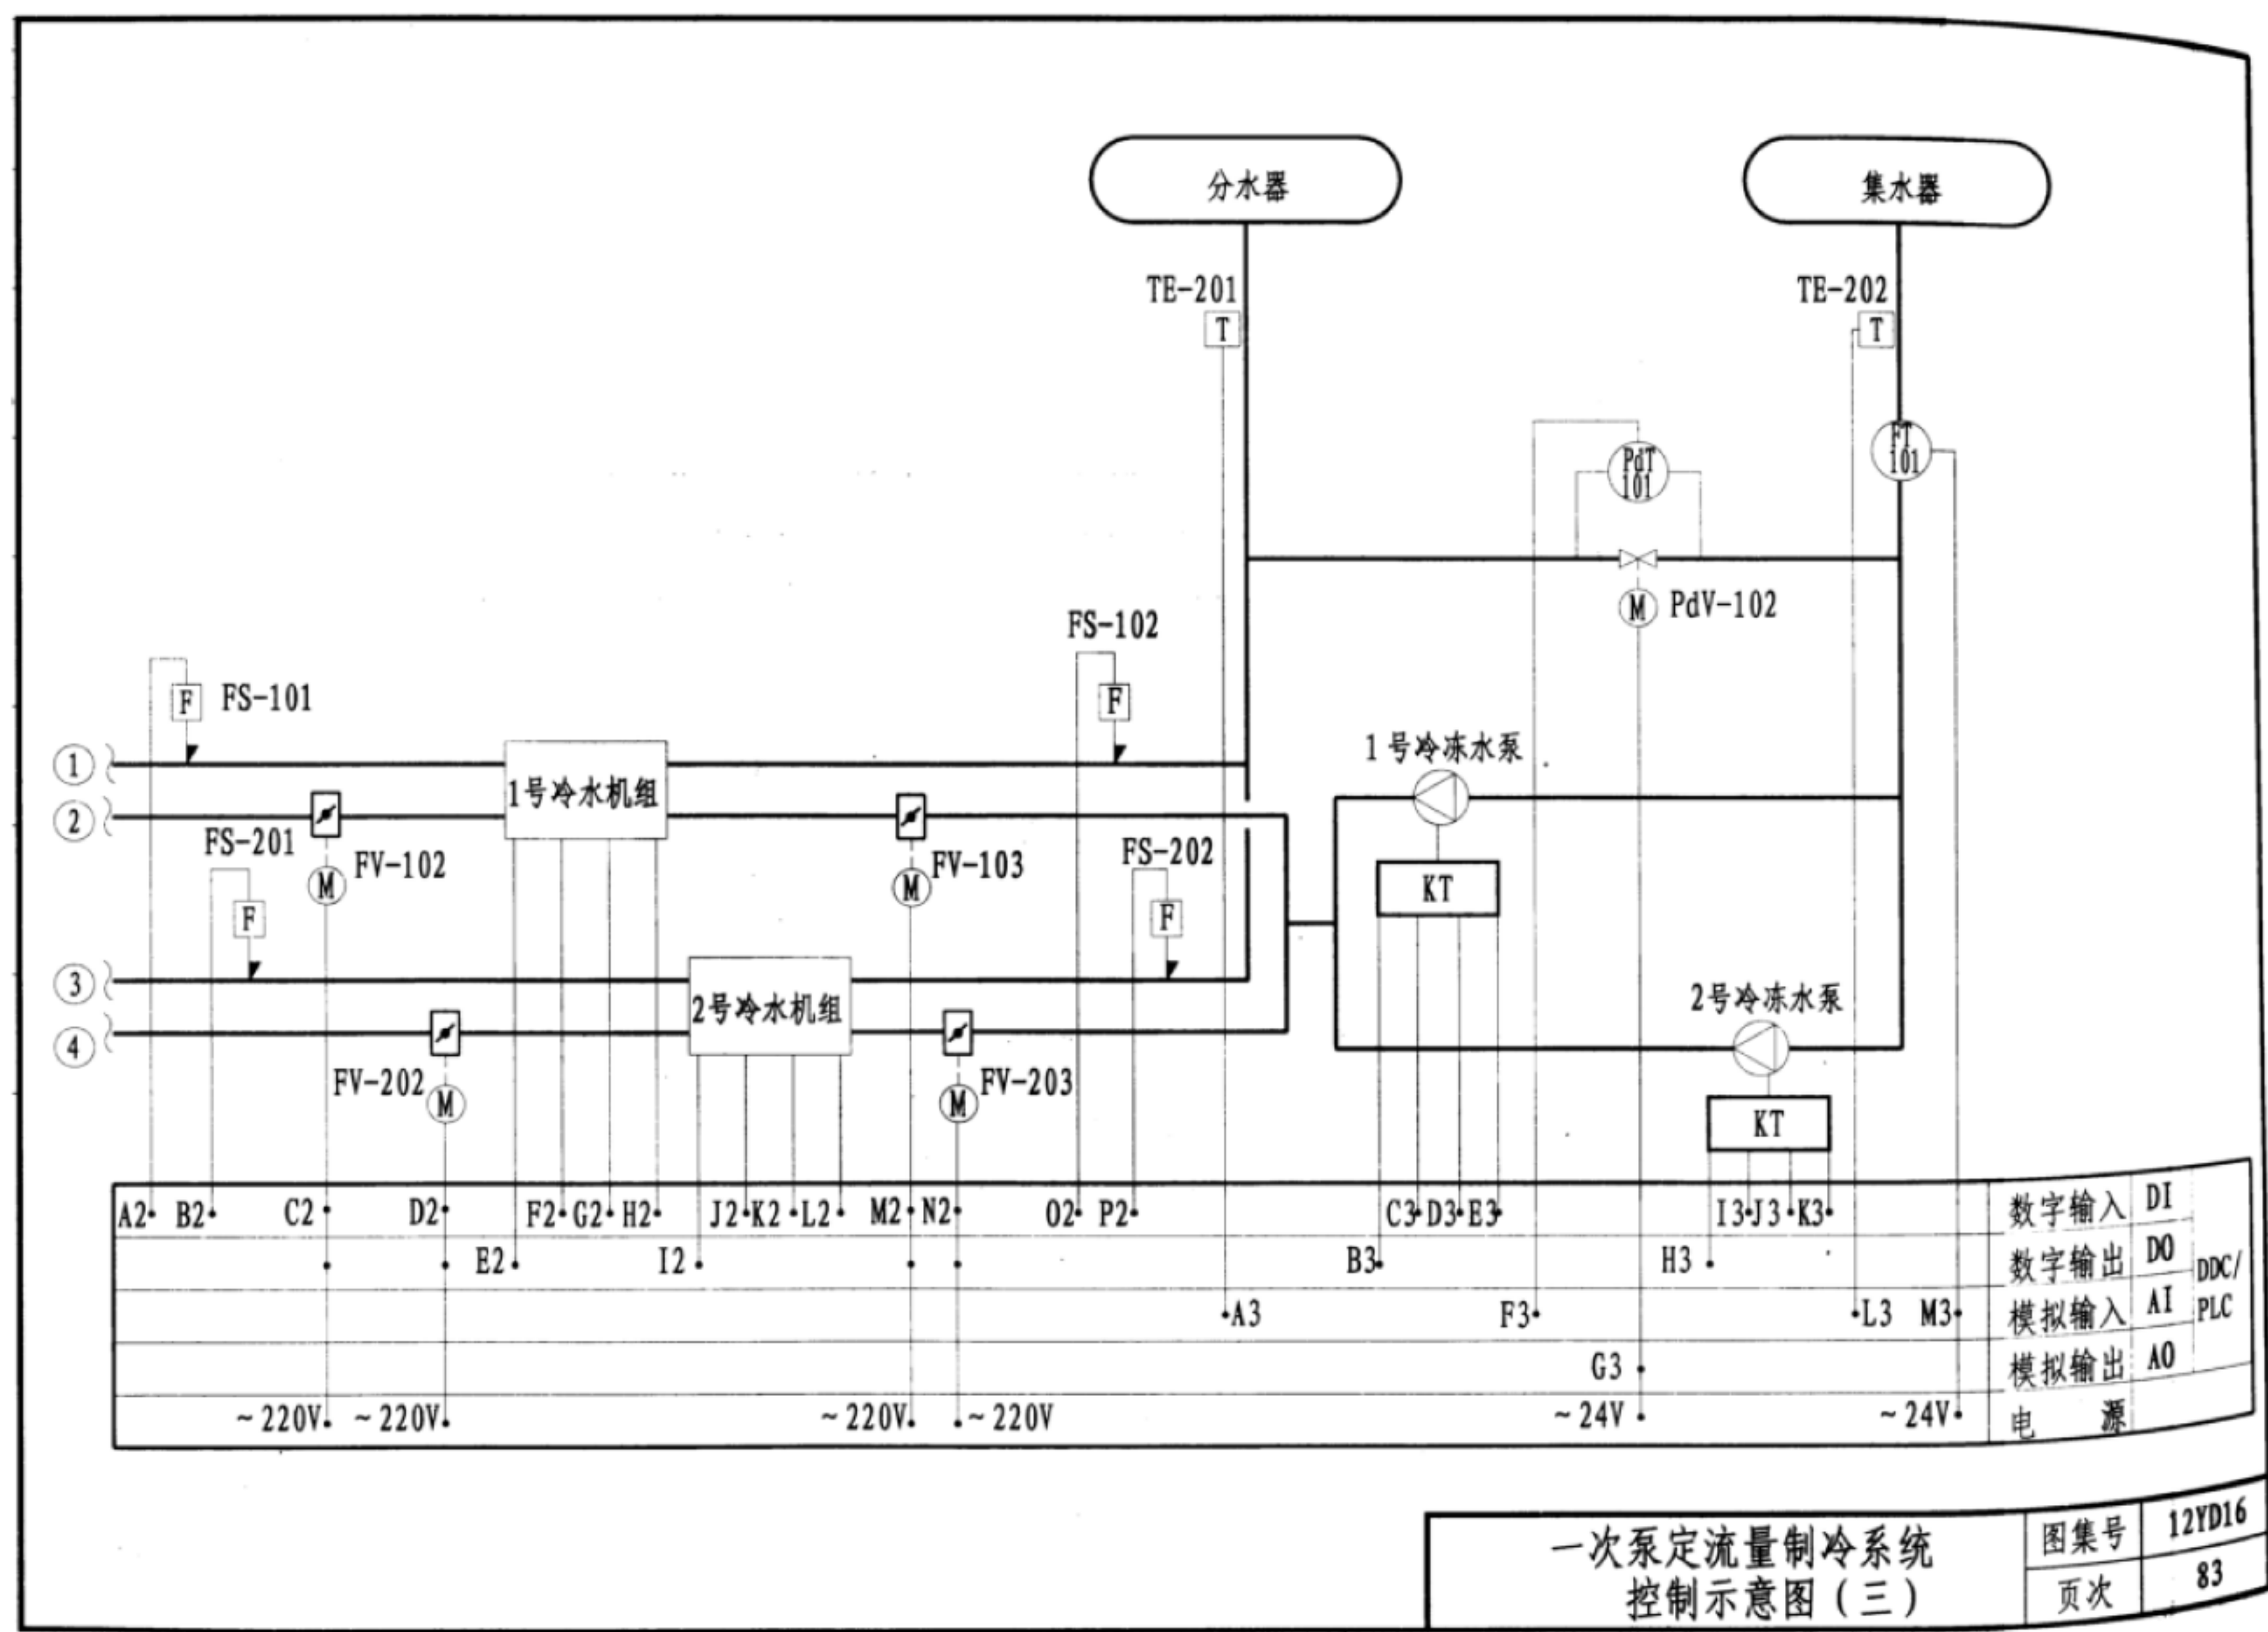 分水器
集水器
TE-201
T
TE-202
T
FT
101
PdT
101
M
PdV-102
FS-102
F
FS-101
F
①
②
③
④
1号冷水机组
FS-201
F
M
FV-102
M
FV-103
FS-202
F
1号冷冻水泵
KT
2号冷水机组
2号冷冻水泵
KT
FV-202
M
M
FV-203
A2 B2 C2 D2 F2 G2 H2 J2 K2 L2 M2 N2 O2 P2 C3 D3 E3 I3 J3 K3 数字输入 DI
E2 I2 B3 H3 数字输出 DO
A3 F3 L3 M3 模拟输入 AI
G3 模拟输出 AO
DDC/
PLC
~220V ~220V ~220V ~220V ~24V ~24V 电 源
一次泵定流量制冷系统
控制示意图(三)
图集号 12YD16
页次 83